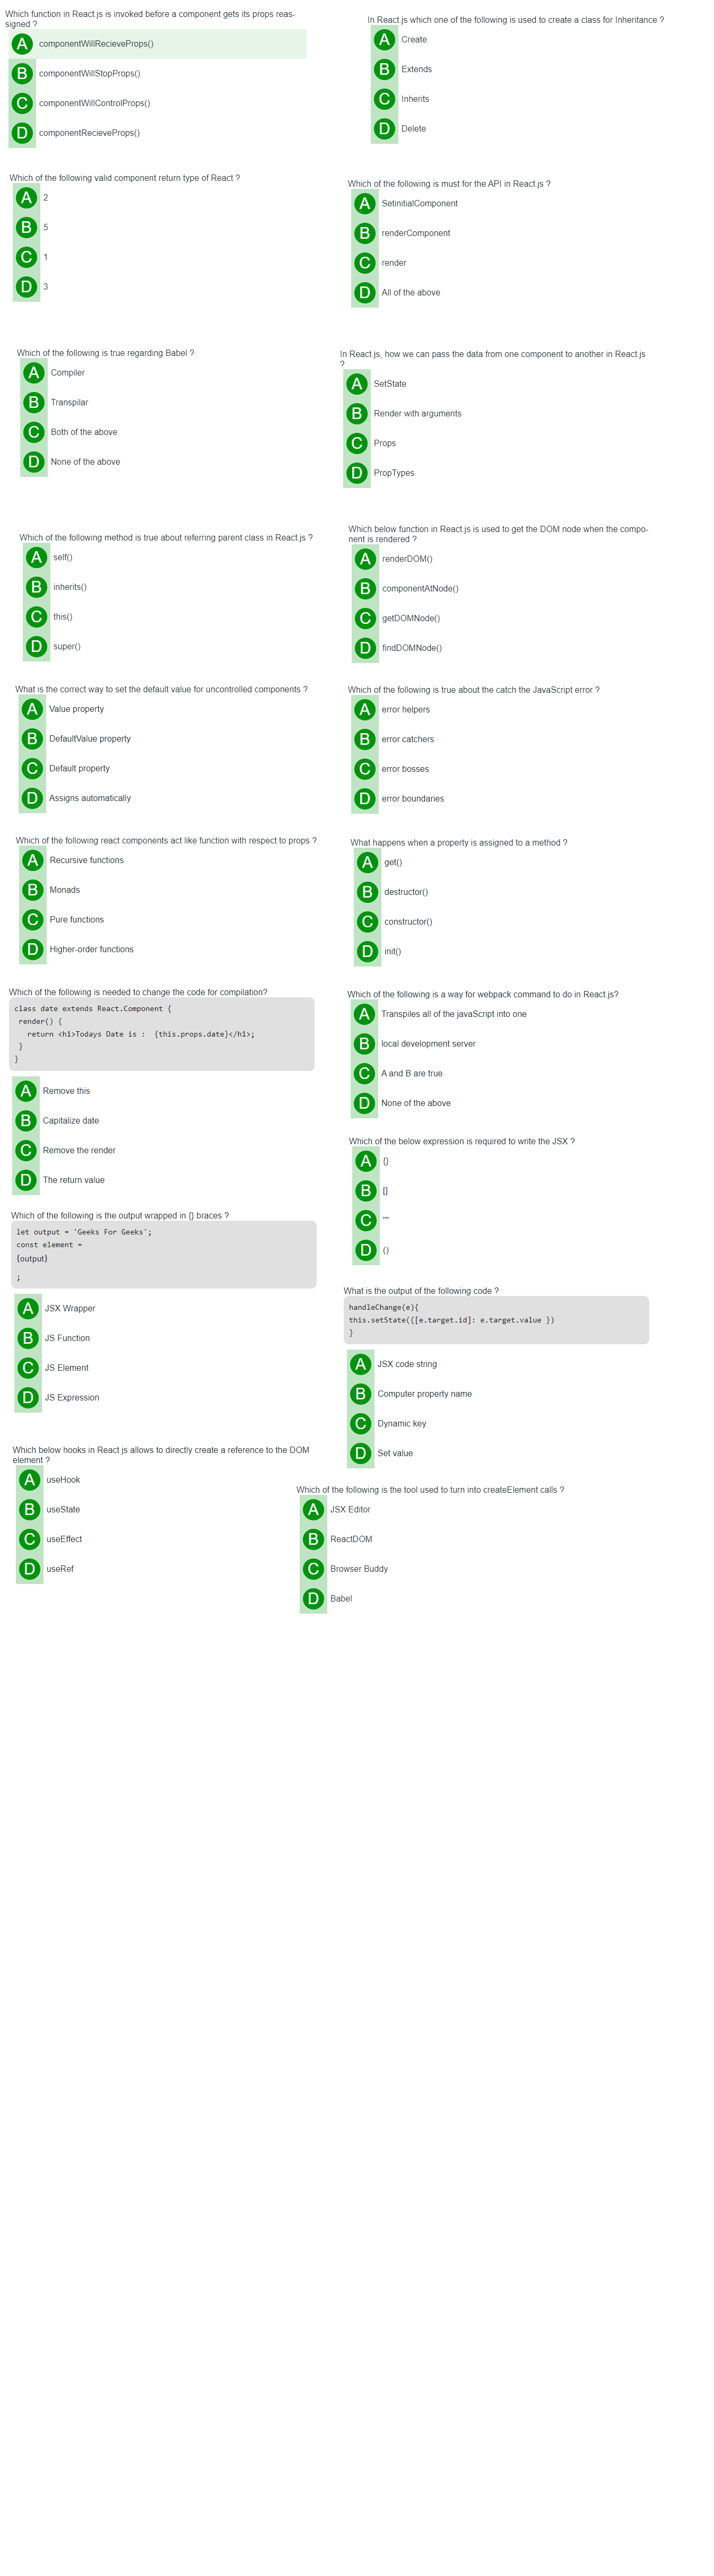 Which function in React.js is invoked before a component gets its props reas-
signed ?
A componentWillRecieveProps()
B componentWillStopProps()
C componentWillControlProps()
D componentRecieveProps()
In React.js which one of the following is used to create a class for Inheritance ?
A Create
B Extends
C Inherits
D Delete
Which of the following valid component return type of React ?
A 2
B 5
C 1
D 3
Which of the following is must for the API in React.js ?
A SetinitialComponent
B renderComponent
C render
D All of the above
Which of the following is true regarding Babel ?
A Compiler
B Transpilar
C Both of the above
D None of the above
In React.js, how we can pass the data from one component to another in React.js
?
A SetState
B Render with arguments
C Props
D PropTypes
Which of the following method is true about referring parent class in React.js ?
A self()
B inherits()
C this()
D super()
Which below function in React.js is used to get the DOM node when the compo-
nent is rendered ?
A renderDOM()
B componentAtNode()
C getDOMNode()
D findDOMNode()
What is the correct way to set the default value for uncontrolled components ?
A Value property
B DefaultValue property
C Default property
D Assigns automatically
Which of the following is true about the catch the JavaScript error ?
A error helpers
B error catchers
C error bosses
D error boundaries
Which of the following react components act like function with respect to props ?
A Recursive functions
B Monads
C Pure functions
D Higher-order functions
What happens when a property is assigned to a method ?
A get()
B destructor()
C constructor()
D init()
Which of the following is needed to change the code for compilation?
class date extends React.Component {
render() {
return <h1>Todays Date is :  {this.props.date}</h1>;
}
}
A Remove this
B Capitalize date
C Remove the render
D The return value
Which of the following is a way for webpack command to do in React.js?
A Transpiles all of the javaScript into one
B local development server
C A and B are true
D None of the above
Which of the below expression is required to write the JSX ?
A {}
B []
C ""
D ()
Which of the following is the output wrapped in {} braces ?
let output = 'Geeks For Geeks';
const element =
{output}
;
A JSX Wrapper
B JS Function
C JS Element
D JS Expression
What is the output of the following code ?
handleChange(e){
this.setState({[e.target.id]: e.target.value })
}
A JSX code string
B Computer property name
C Dynamic key
D Set value
Which below hooks in React.js allows to directly create a reference to the DOM
element ?
A useHook
B useState
C useEffect
D useRef
Which of the following is the tool used to turn into createElement calls ?
A JSX Editor
B ReactDOM
C Browser Buddy
D Babel